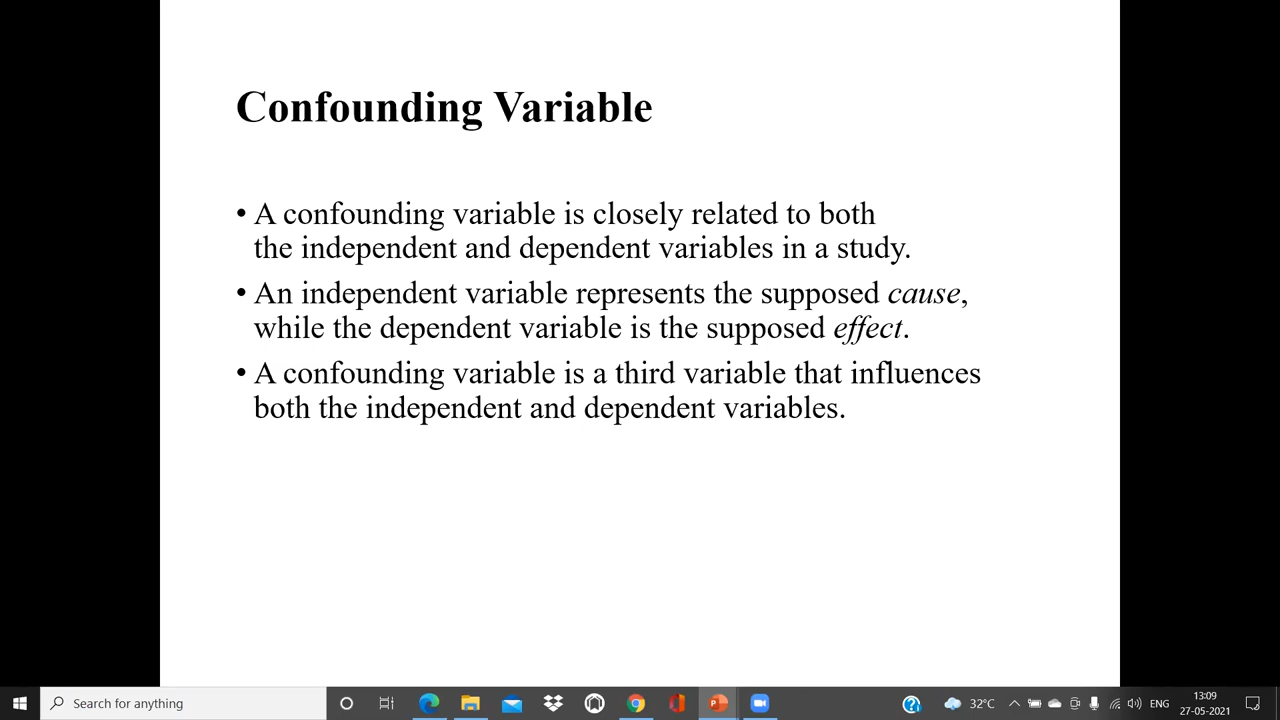 Confounding Variable
• A confounding variable is closely related to both
the independent and dependent variables in a study.
• An independent variable represents the supposed cause,
while the dependent variable is the supposed effect.
• A confounding variable is a third variable that influences
both the independent and dependent variables.
Search for anything
32°C
ENG
13:09
27-05-2021